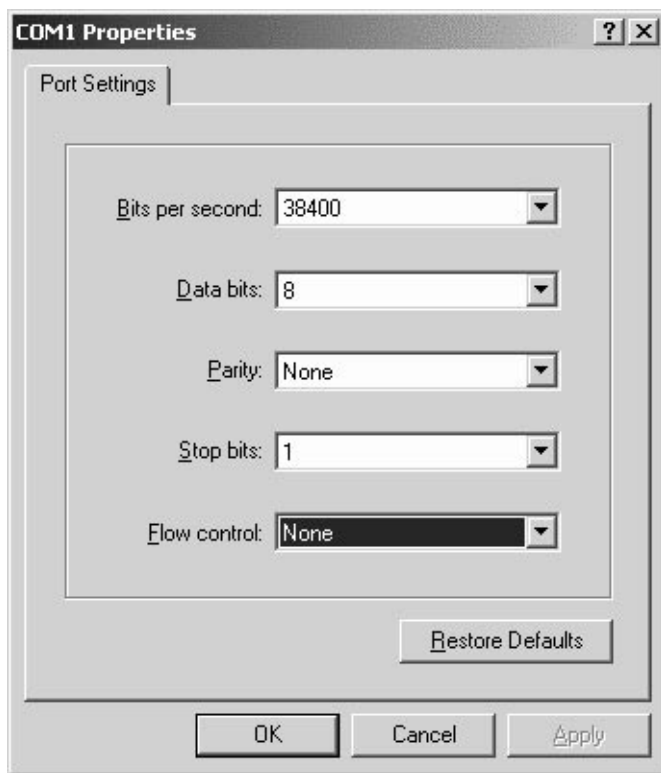 COM1 Properties
Port Settings
Bits per second: 38400
Data bits: 8
Parity: None
Stop bits: 1
Flow control: None
Restore Defaults
OK Cancel Apply